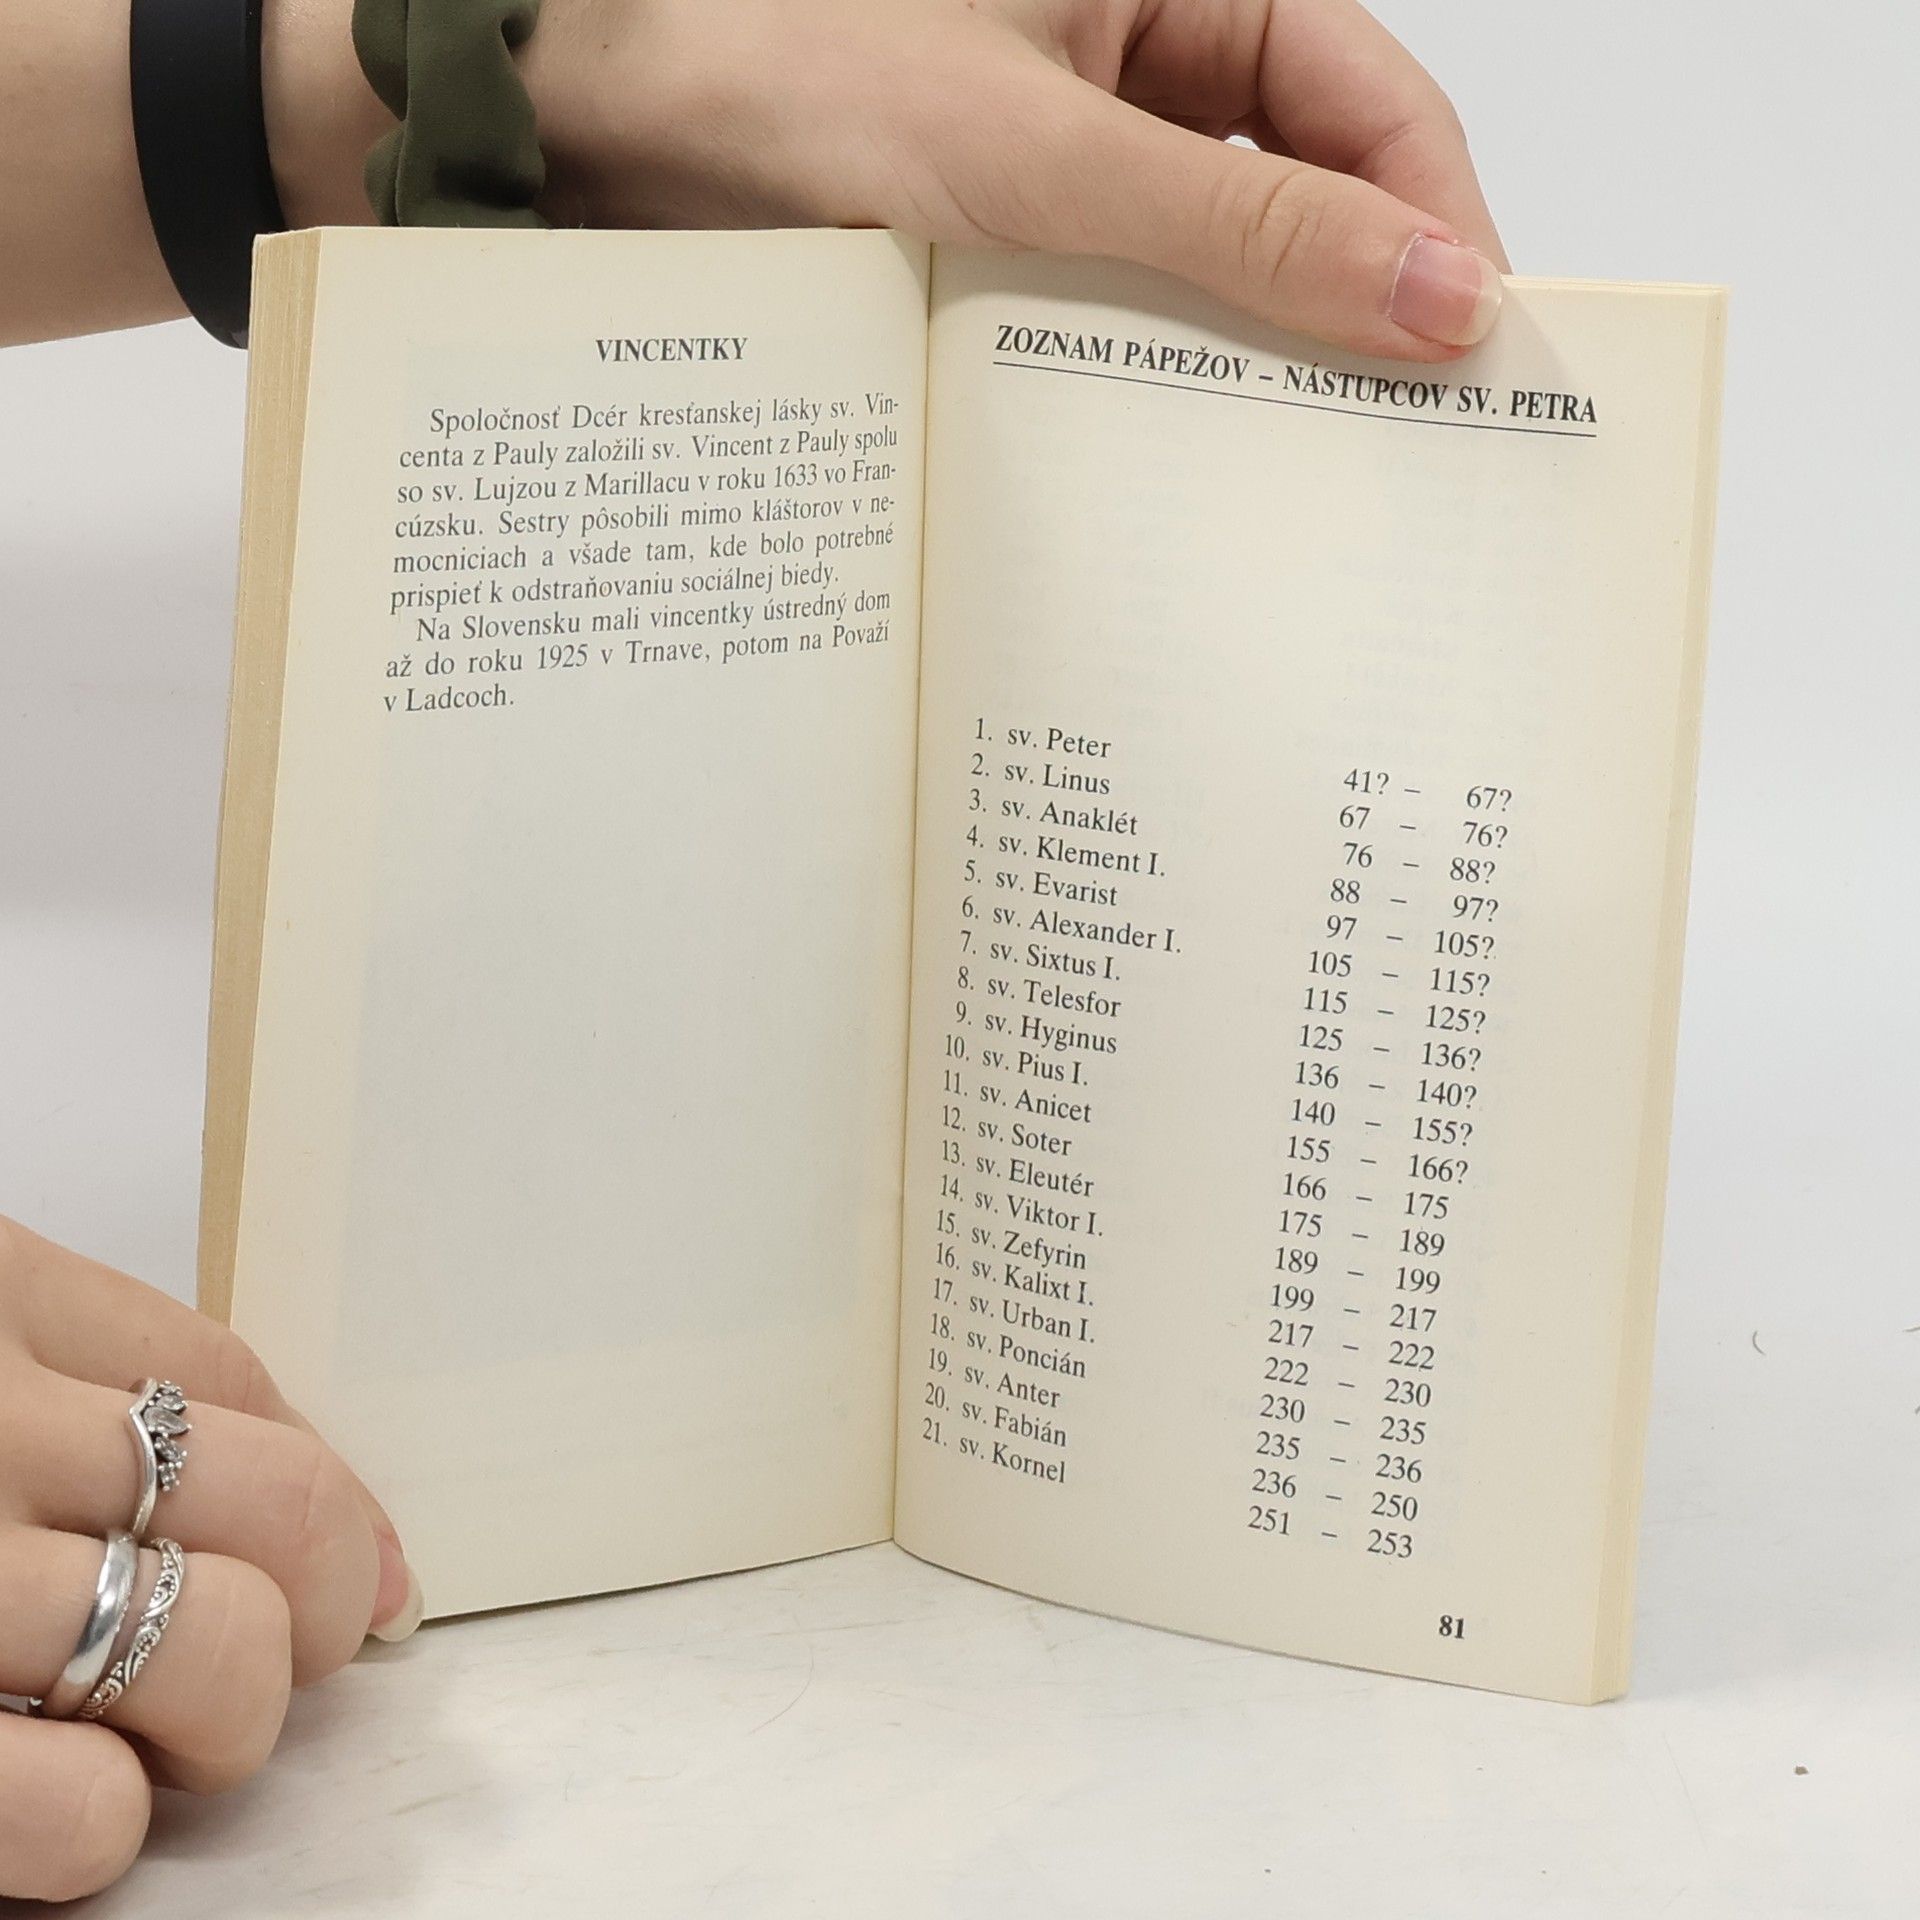 VINCENTKY
Spoločnosť Dcér kresťanskej lásky sv. Vin-
centa z Pauly založili sv. Vincent z Pauly spolu
so sv. Lujzou z Marillacu v roku 1633 vo Fran-
cúzsku. Sestry pôsobili mimo kláštorov v ne-
mocniciach a všade tam, kde bolo potrebné
prispieť k odstraňovaniu sociálnej biedy.
Na Slovensku mali vincentky ústredný dom
až do roku 1925 v Trnave, potom na Považí
v Ladcoch.
ZOZNAM PÁPEŽOV – NÁSTUPCOV SV. PETRA
1. sv. Peter 41? – 67?
2. sv. Linus 67 – 76?
3. sv. Anaklét 76 – 88?
4. sv. Klement I. 88 – 97?
5. sv. Evarist 97 – 105?
6. sv. Alexander I. 105 – 115?
7. sv. Sixtus I. 115 – 125?
8. sv. Telesfor 125 – 136?
9. sv. Hyginus 136 – 140?
10. sv. Pius I. 140 – 155?
11. sv. Anicet 155 – 166?
12. sv. Soter 166 – 175
13. sv. Eleutér 175 – 189
14. sv. Viktor I. 189 – 199
15. sv. Zefyrin 199 – 217
16. sv. Kalixt I. 217 – 222
17. sv. Urban I. 222 – 230
18. sv. Poncián 230 – 235
19. sv. Anter 235 – 236
20. sv. Fabián 236 – 250
21. sv. Kornel 251 – 253
81